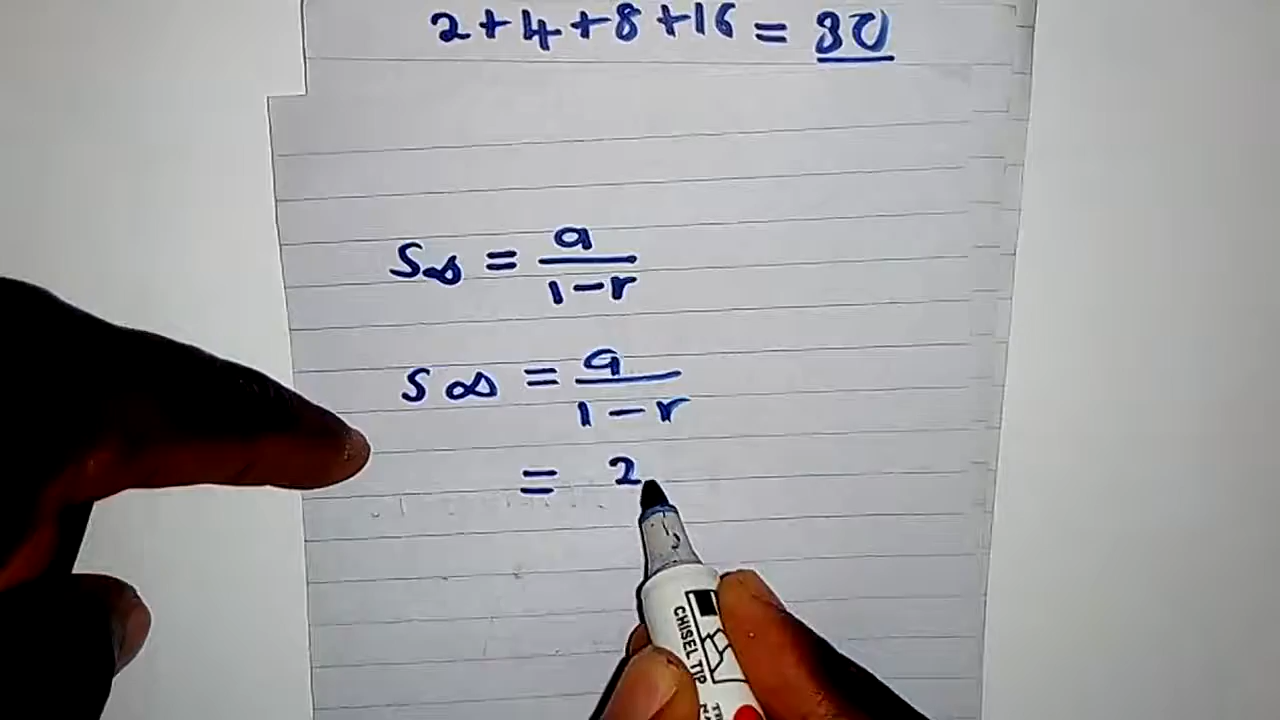 2+4+8+16 = 30
S∞ = a/(1-r)
S∞ = a/(1-r)
= 2
CHISEL TIP